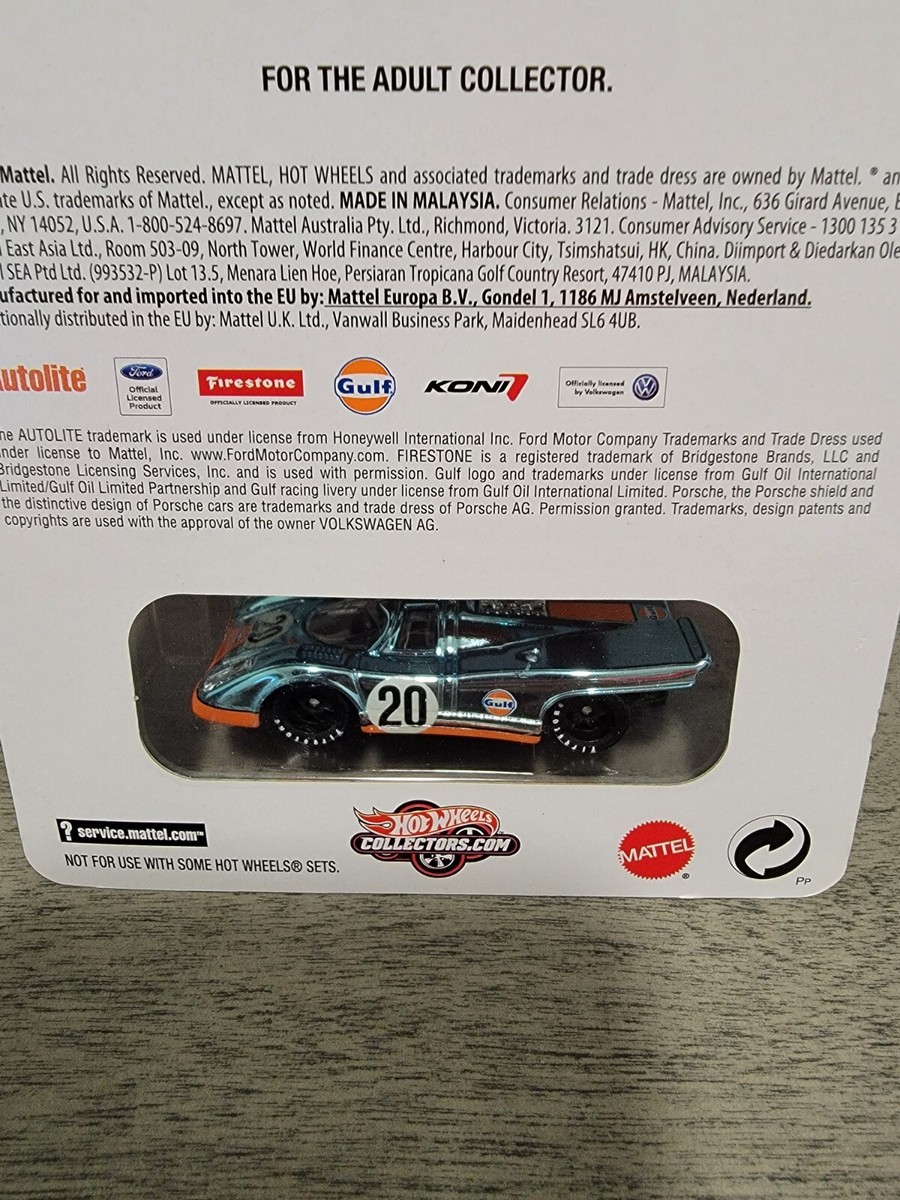 FOR THE ADULT COLLECTOR.
Mattel. All Rights Reserved. MATTEL, HOT WHEELS and associated trademarks and trade dress are owned by Mattel. ® an
te U.S. trademarks of Mattel., except as noted. MADE IN MALAYSIA. Consumer Relations - Mattel, Inc., 636 Girard Avenue, E
, NY 14052, U.S.A. 1-800-524-8697. Mattel Australia Pty. Ltd., Richmond, Victoria. 3121. Consumer Advisory Service - 1300 135 3
East Asia Ltd., Room 503-09, North Tower, World Finance Centre, Harbour City, Tsimshatsui, HK, China. Diimport & Diedarkan Ole
l SEA Ptd Ltd. (993532-P) Lot 13.5, Menara Lien Hoe, Persiaran Tropicana Golf Country Resort, 47410 PJ, MALAYSIA.
ufactured for and imported into the EU by: Mattel Europa B.V., Gondel 1, 1186 MJ Amstelveen, Nederland.
tionally distributed in the EU by: Mattel U.K. Ltd., Vanwall Business Park, Maidenhead SL6 4UB.
utolite
Ford
Official
Licensed
Product
Firestone
OFFICIALLY LICENSED PRODUCT
Gulf
KONI
Officially licensed
by Volkswagen
ne AUTOLITE trademark is used under license from Honeywell International Inc. Ford Motor Company Trademarks and Trade Dress used
nder license to Mattel, Inc. www.FordMotorCompany.com. FIRESTONE is a registered trademark of Bridgestone Brands, LLC and
Bridgestone Licensing Services, Inc. and is used with permission. Gulf logo and trademarks under license from Gulf Oil International
Limited/Gulf Oil Limited Partnership and Gulf racing livery under license from Gulf Oil International Limited. Porsche, the Porsche shield and
the distinctive design of Porsche cars are trademarks and trade dress of Porsche AG. Permission granted. Trademarks, design patents and
copyrights are used with the approval of the owner VOLKSWAGEN AG.
20
20
Gulf
Firestone
Firestone
? service.mattel.com™
NOT FOR USE WITH SOME HOT WHEELS® SETS.
HOT WHEELS
COLLECTORS.COM
MATTEL®
PP